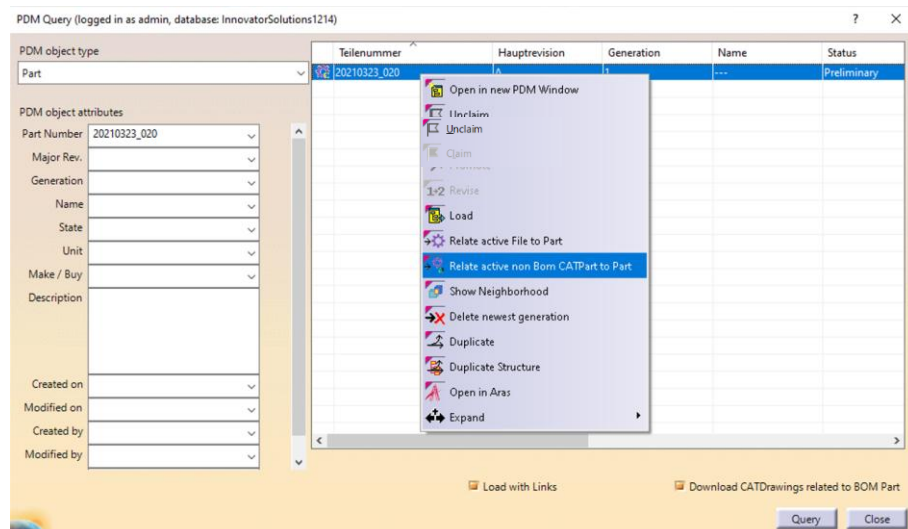 PDM Query (logged in as admin, database: InnovatorSolutions1214)
? ×
PDM object type
Part
PDM object attributes
Part Number 20210323_020
Major Rev.
Generation
Name
State
Unit
Make / Buy
Description
Created on
Modified on
Created by
Modified by
Teilenummer Hauptrevision Generation Name Status
20210323_020 A 1 --- Preliminary
Open in new PDM Window
Unclaim
Unclaim
Claim
Promote
1→2 Revise
Load
Relate active File to Part
Relate active non Bom CATPart to Part
Show Neighborhood
Delete newest generation
Duplicate
Duplicate Structure
Open in Aras
Expand
Load with Links
Download CATDrawings related to BOM Part
Query Close